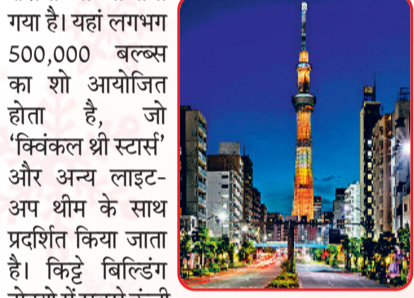 गया है। यहां लगभग
500,000 बल्ब्स
का शो आयोजित
होता है, जो
‘क्विंकल थ्री स्टार्स’
और अन्य लाइट-
अप थीम के साथ
प्रदर्शित किया जाता
है। किट्टे बिल्डिंग